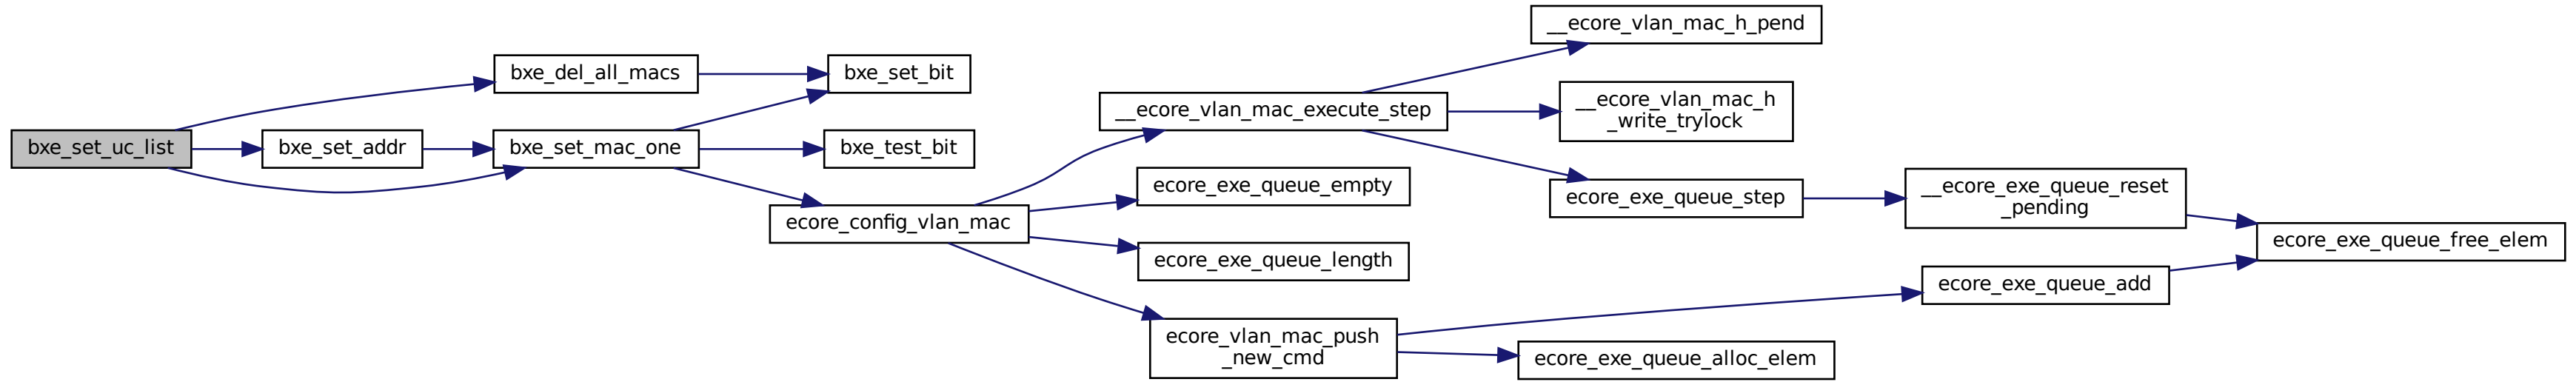 bxe_set_uc_list
bxe_del_all_macs
bxe_set_bit
bxe_set_addr
bxe_set_mac_one
bxe_test_bit
ecore_config_vlan_mac
__ecore_vlan_mac_execute_step
__ecore_vlan_mac_h_pend
__ecore_vlan_mac_h
_write_trylock
ecore_exe_queue_step
__ecore_exe_queue_reset
_pending
ecore_exe_queue_free_elem
ecore_exe_queue_empty
ecore_exe_queue_length
ecore_vlan_mac_push
_new_cmd
ecore_exe_queue_add
ecore_exe_queue_alloc_elem